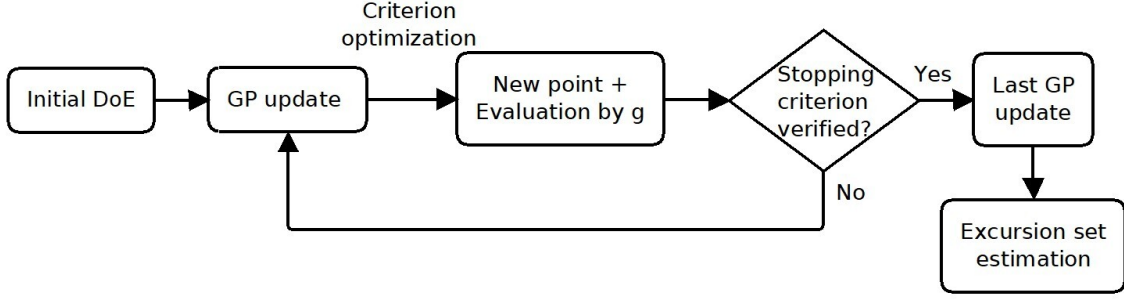 Initial DoE
GP update
Criterion
optimization
New point +
Evaluation by g
Stopping
criterion
verified?
Yes
No
Last GP
update
Excursion set
estimation